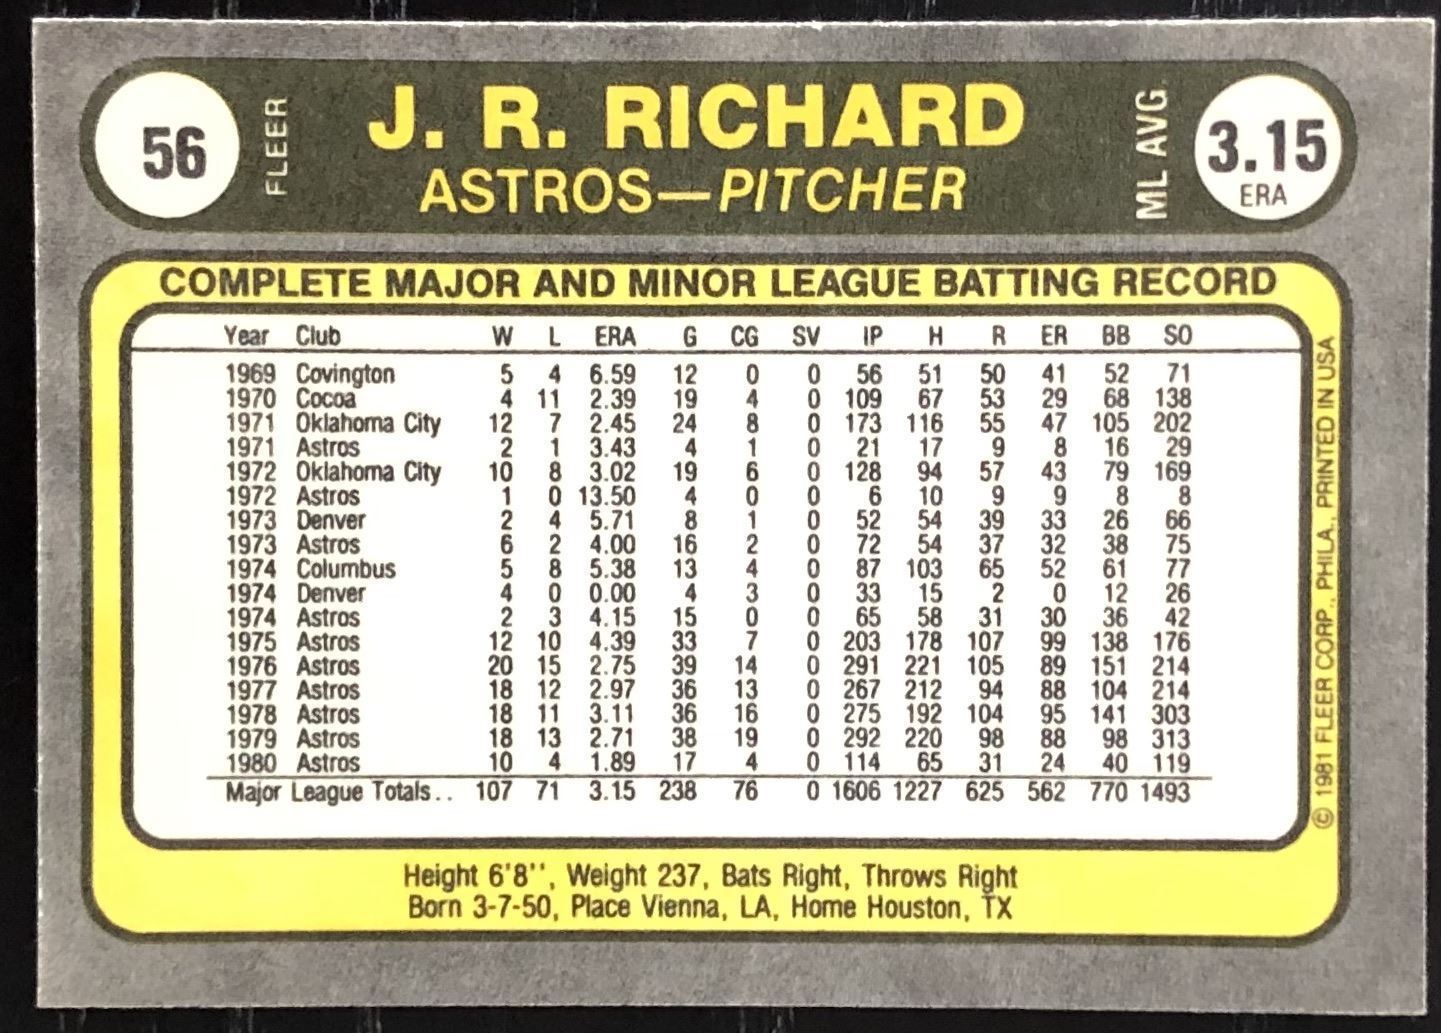 56
FLEER
J. R. RICHARD
ASTROS—PITCHER
ML AVG.
3.15
ERA
COMPLETE MAJOR AND MINOR LEAGUE BATTING RECORD
Year Club W L ERA G CG SV IP H R ER BB SO
1969 Covington 5 4 6.59 12 0 0 56 51 50 41 52 71
1970 Cocoa 4 11 2.39 19 4 0 109 67 53 29 68 138
1971 Oklahoma City 12 7 2.45 24 8 0 173 116 55 47 105 202
1971 Astros 2 1 3.43 4 1 0 21 17 9 8 16 29
1972 Oklahoma City 10 8 3.02 19 6 0 128 94 57 43 79 169
1972 Astros 1 0 13.50 4 0 0 6 10 9 9 8 8
1973 Denver 2 4 5.71 8 1 0 52 54 39 33 26 66
1973 Astros 6 2 4.00 16 2 0 72 54 37 32 38 75
1974 Columbus 5 8 5.38 13 4 0 87 103 65 52 61 77
1974 Denver 4 0 0.00 4 3 0 33 15 2 0 12 26
1974 Astros 2 3 4.15 15 0 0 65 58 31 30 36 42
1975 Astros 12 10 4.39 33 7 0 203 178 107 99 138 176
1976 Astros 20 15 2.75 39 14 0 291 221 105 89 151 214
1977 Astros 18 12 2.97 36 13 0 267 212 94 88 104 214
1978 Astros 18 11 3.11 36 16 0 275 192 104 95 141 303
1979 Astros 18 13 2.71 38 19 0 292 220 98 88 98 313
1980 Astros 10 4 1.89 17 4 0 114 65 31 24 40 119
Major League Totals.. 107 71 3.15 238 76 0 1606 1227 625 562 770 1493
Height 6'8'', Weight 237, Bats Right, Throws Right
Born 3-7-50, Place Vienna, LA, Home Houston, TX
© 1981 FLEER CORP., PHILA., PRINTED IN USA